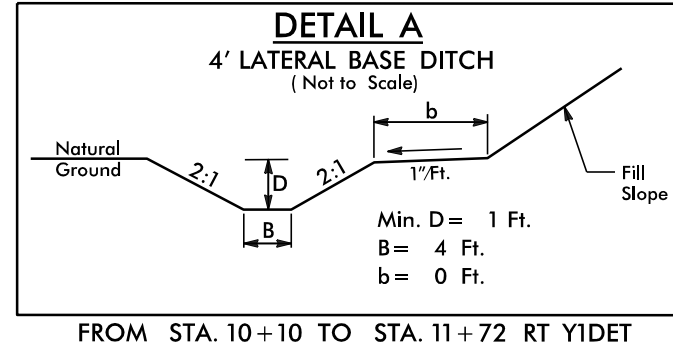 DETAIL A
4' LATERAL BASE DITCH
( Not to Scale)
b
Natural
Ground
2:1
D
2:1
1"/Ft.
Fill
Slope
B
Min. D = 1 Ft.
B = 4 Ft.
b = 0 Ft.
FROM STA. 10+10 TO STA. 11+72 RT Y1DET